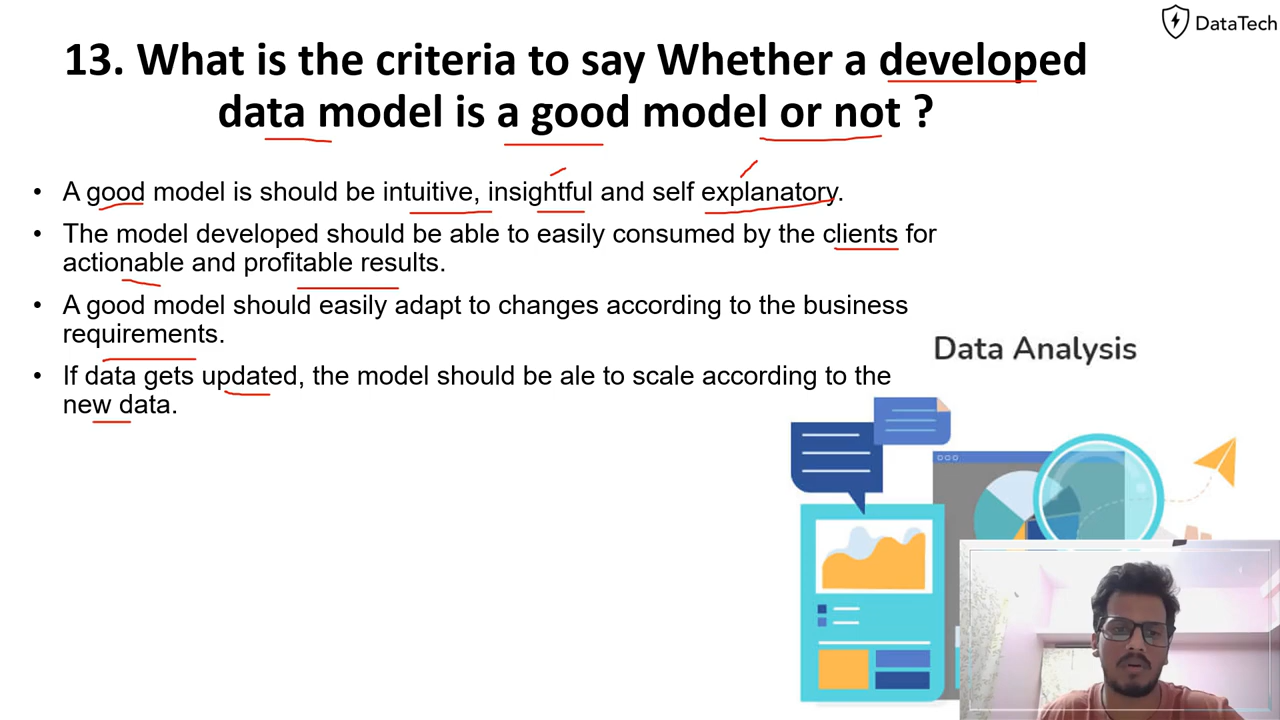 DataTech
13. What is the criteria to say Whether a developed
data model is a good model or not ?
• A good model is should be intuitive, insightful and self explanatory.
• The model developed should be able to easily consumed by the clients for
actionable and profitable results.
• A good model should easily adapt to changes according to the business
requirements.
• If data gets updated, the model should be ale to scale according to the
new data.
Data Analysis